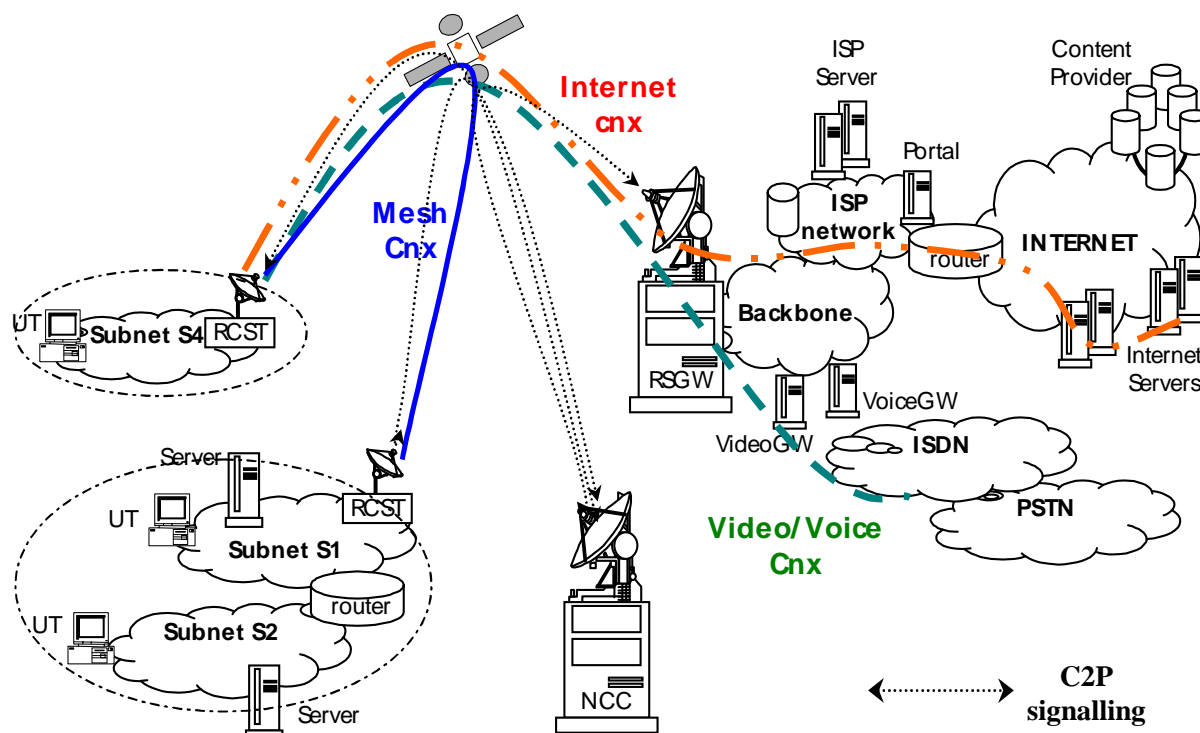 ISP
Server
Content
Provider
Internet
cnx
Portal
Mesh
Cnx
ISP
network
INTERNET
router
UT
Subnet S4
RCST
Backbone
RSGW
Internet
Servers
VoiceGW
VideoGW
Server
ISDN
RCST
UT
PSTN
Video/Voice
Cnx
Subnet S1
router
UT
Subnet S2
NCC
Server
C2P
signalling